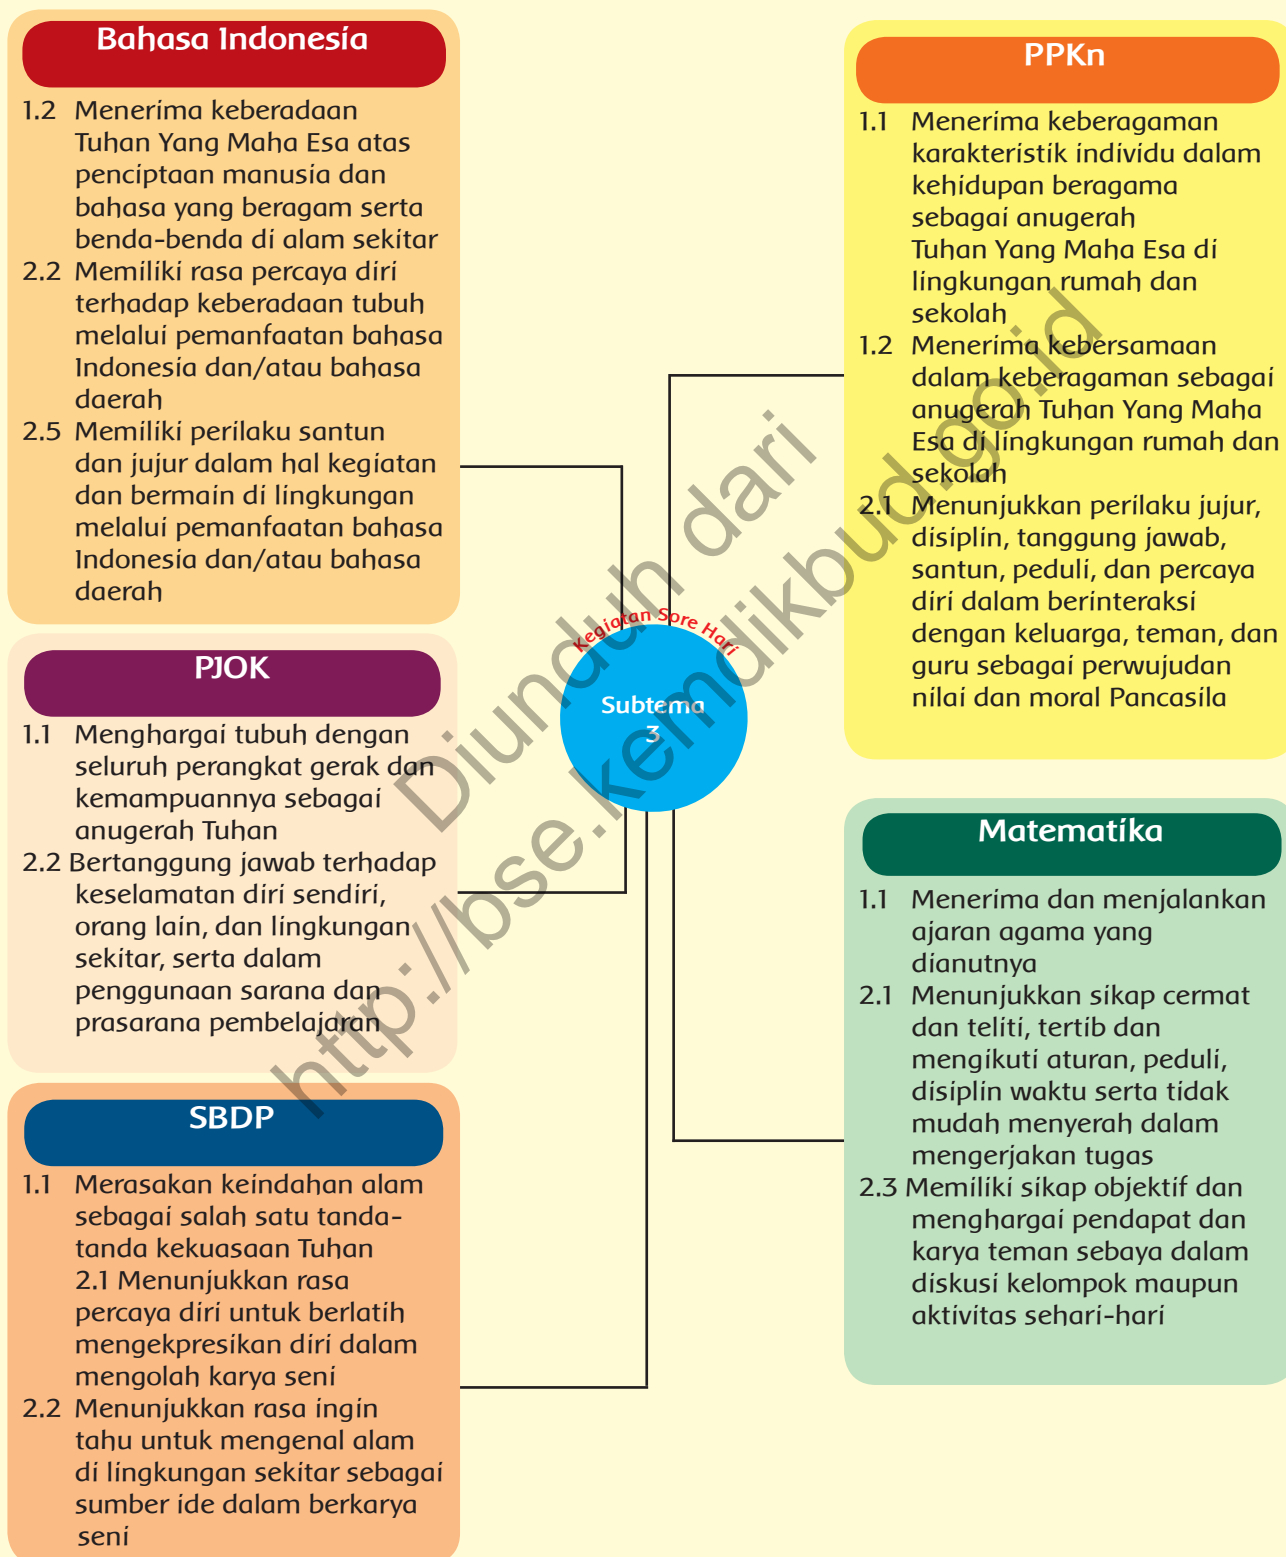 Bahasa Indonesia
1.2 Menerima keberadaan
Tuhan Yang Maha Esa atas
penciptaan manusia dan
bahasa yang beragam serta
benda-benda di alam sekitar
2.2 Memiliki rasa percaya diri
terhadap keberadaan tubuh
melalui pemanfaatan bahasa
Indonesia dan/atau bahasa
daerah
2.5 Memiliki perilaku santun
dan jujur dalam hal kegiatan
dan bermain di lingkungan
melalui pemanfaatan bahasa
Indonesia dan/atau bahasa
daerah
PPKn
1.1 Menerima keberagaman
karakteristik individu dalam
kehidupan beragama
sebagai anugerah
Tuhan Yang Maha Esa di
lingkungan rumah dan
sekolah
1.2 Menerima kebersamaan
dalam keberagaman sebagai
anugerah Tuhan Yang Maha
Esa di lingkungan rumah dan
sekolah
2.1 Menunjukkan perilaku jujur,
disiplin, tanggung jawab,
santun, peduli, dan percaya
diri dalam berinteraksi
dengan keluarga, teman, dan
guru sebagai perwujudan
nilai dan moral Pancasila
Kegiatan Sore Hari
Subtema
3
PJOK
1.1 Menghargai tubuh dengan
seluruh perangkat gerak dan
kemampuannya sebagai
anugerah Tuhan
2.2 Bertanggung jawab terhadap
keselamatan diri sendiri,
orang lain, dan lingkungan
sekitar, serta dalam
penggunaan sarana dan
prasarana pembelajaran
Matematika
1.1 Menerima dan menjalankan
ajaran agama yang
dianutnya
2.1 Menunjukkan sikap cermat
dan teliti, tertib dan
mengikuti aturan, peduli,
disiplin waktu serta tidak
mudah menyerah dalam
mengerjakan tugas
2.3 Memiliki sikap objektif dan
menghargai pendapat dan
karya teman sebaya dalam
diskusi kelompok maupun
aktivitas sehari-hari
SBDP
1.1 Merasakan keindahan alam
sebagai salah satu tanda-
tanda kekuasaan Tuhan
2.1 Menunjukkan rasa
percaya diri untuk berlatih
mengekpresikan diri dalam
mengolah karya seni
2.2 Menunjukkan rasa ingin
tahu untuk mengenal alam
di lingkungan sekitar sebagai
sumber ide dalam berkarya
seni
Diunduh dari
http://bse.kemdikbud.go.id